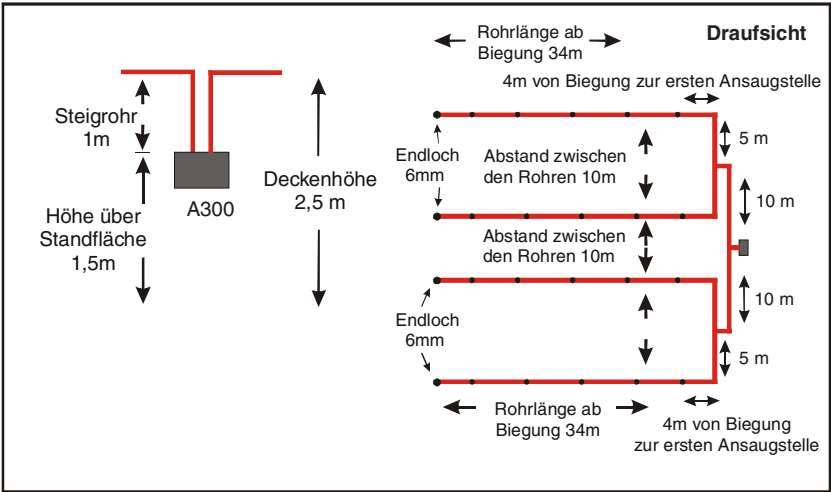 Steigrohr
1m
Höhe über
Standfläche
1,5m
A300
Deckenhöhe
2,5 m
Draufsicht
Rohrlänge ab
Biegung 34m
4m von Biegung zur ersten Ansaugstelle
5 m
Endloch
6mm
Abstand zwischen
den Rohren 10m
10 m
Abstand zwischen
den Rohren 10m
10 m
Endloch
6mm
5 m
Rohrlänge ab
Biegung 34m
4m von Biegung
zur ersten Ansaugstelle